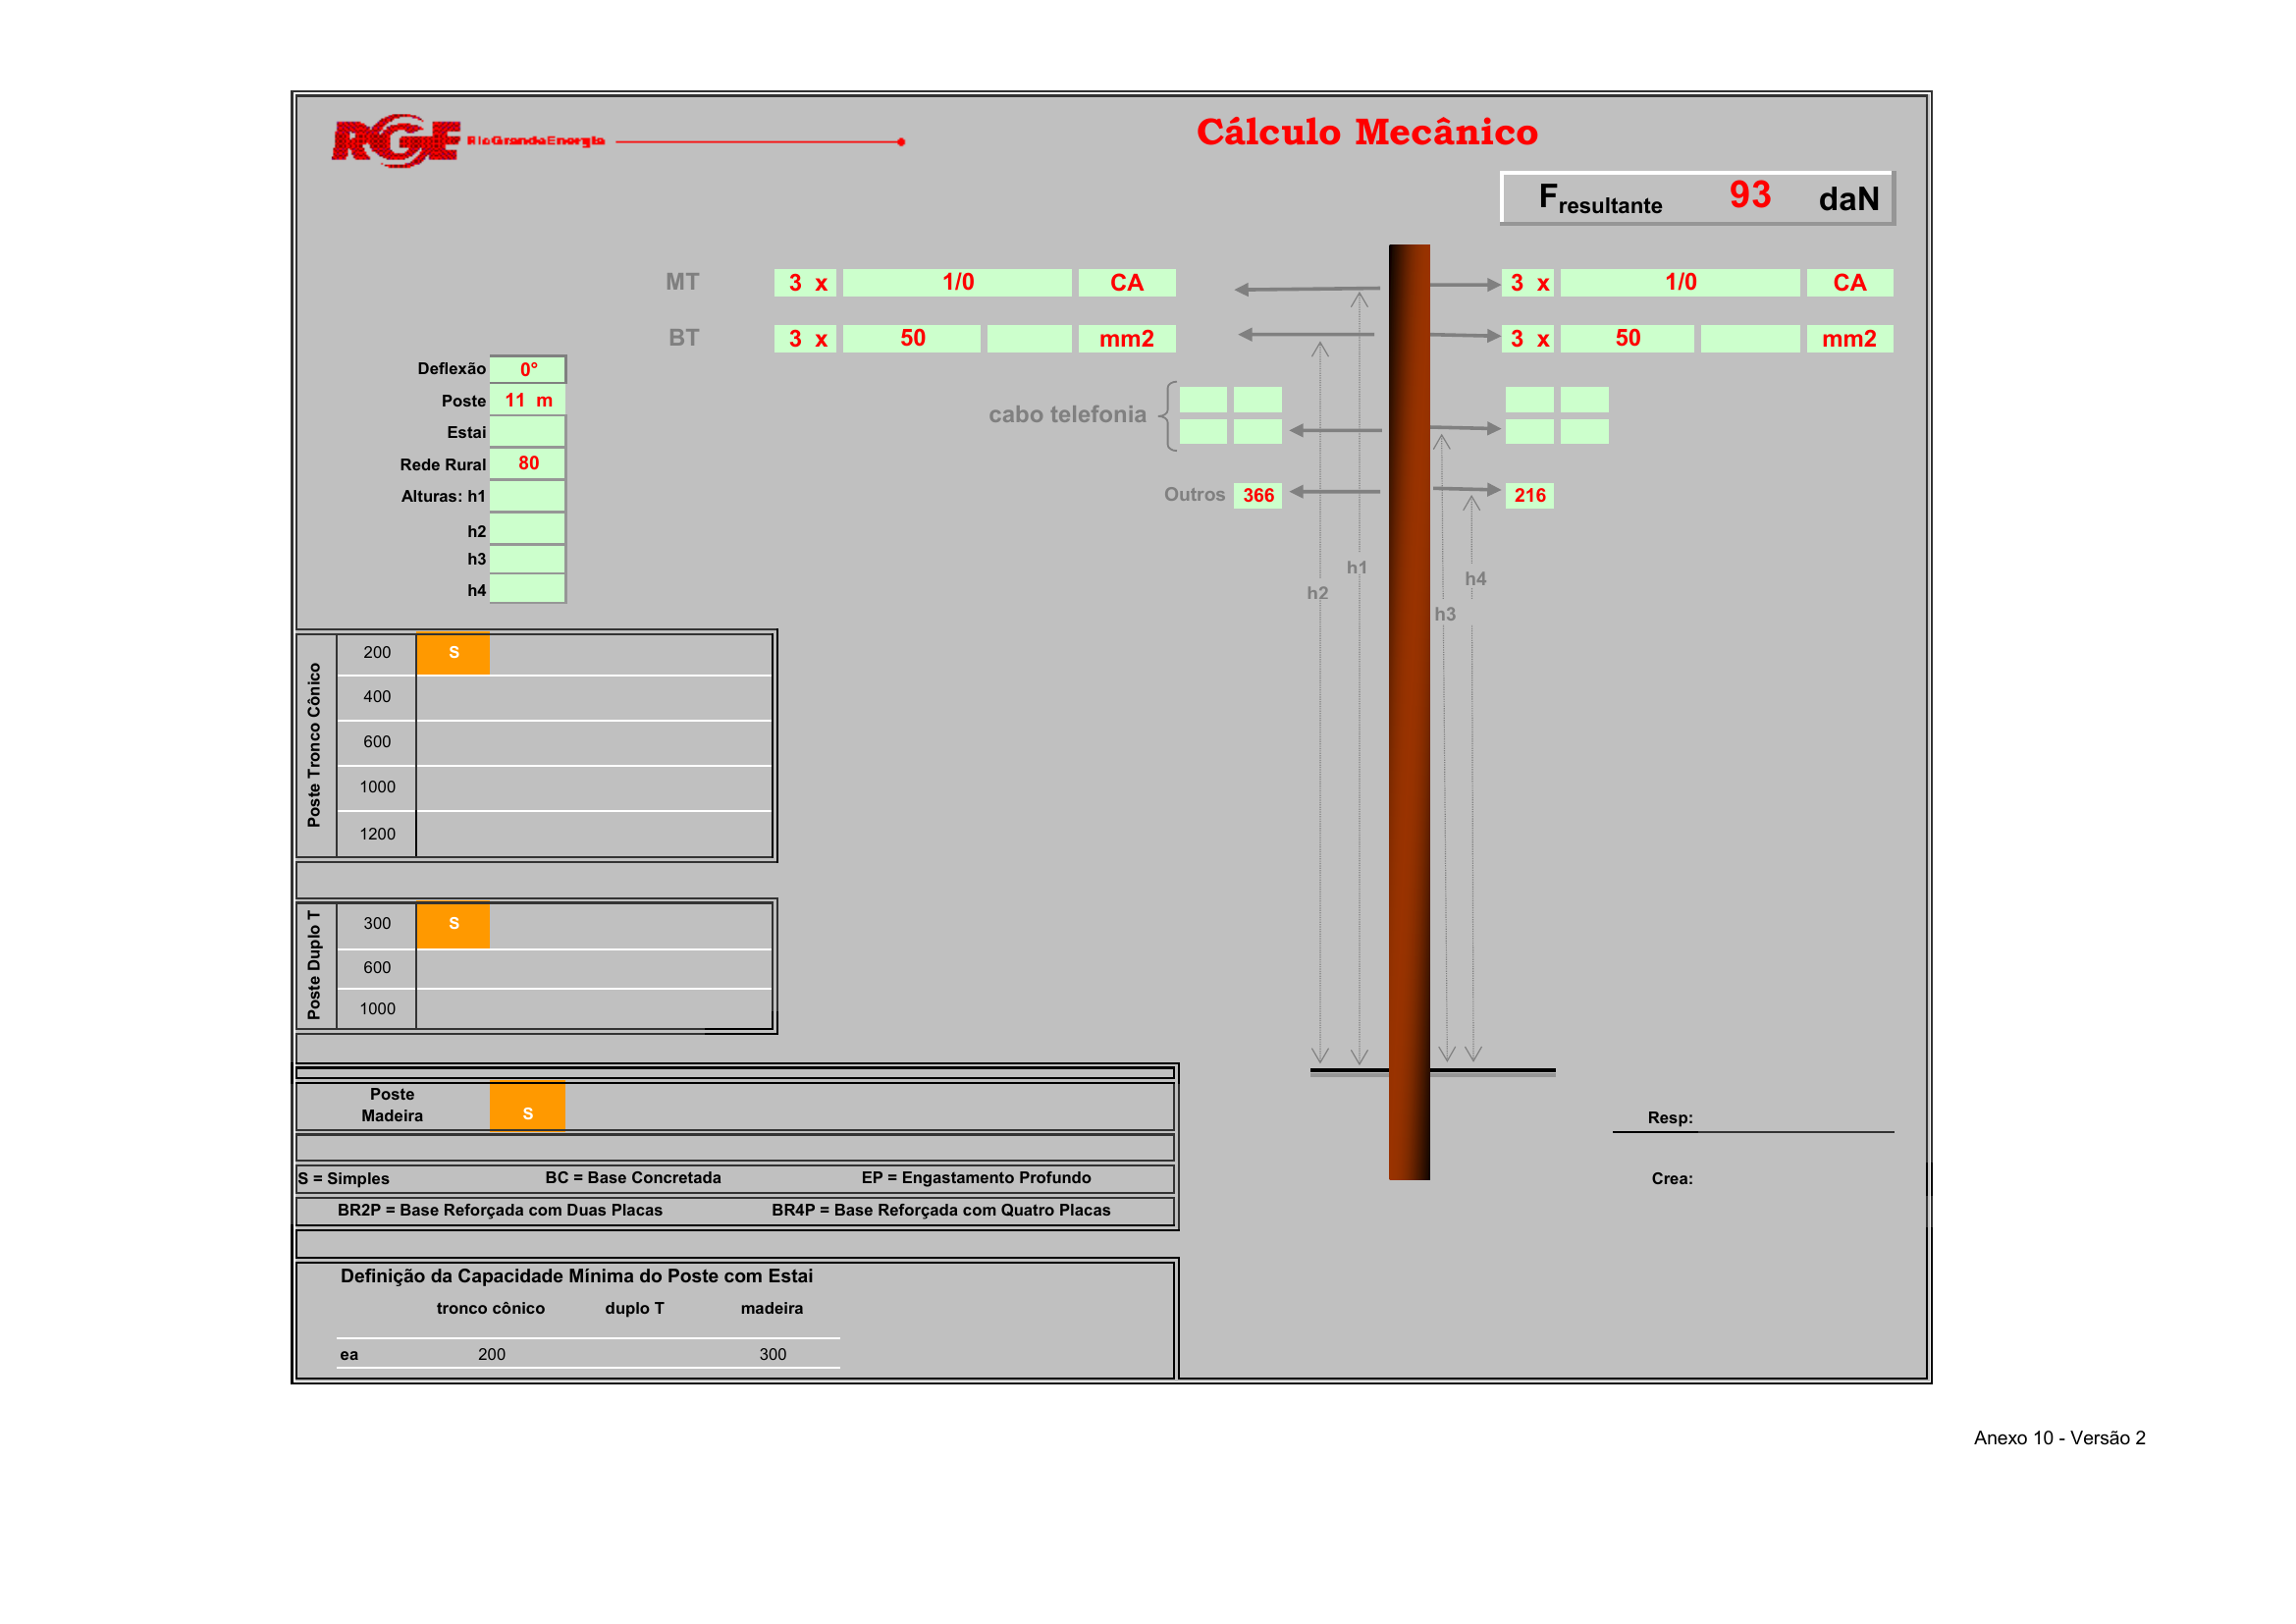 RGE RioGrandeEnergia
Cálculo Mecânico
Fresultante 93 daN
MT 3 x 1/0 CA 3 x 1/0 CA
BT 3 x 50 mm2 3 x 50 mm2
Deflexão 0°
Poste 11 m
cabo telefonia
Estai
Rede Rural 80
Alturas: h1
Outros 366 216
h2
h3
h4
h1
h2
h4
h3
Poste Tronco Cônico
200 S
400
600
1000
1200
Poste Duplo T
300 S
600
1000
Poste
Madeira
S
Resp:
S = Simples BC = Base Concretada EP = Engastamento Profundo
Crea:
BR2P = Base Reforçada com Duas Placas BR4P = Base Reforçada com Quatro Placas
Definição da Capacidade Mínima do Poste com Estai
tronco cônico duplo T madeira
ea 200 300
Anexo 10 - Versão 2